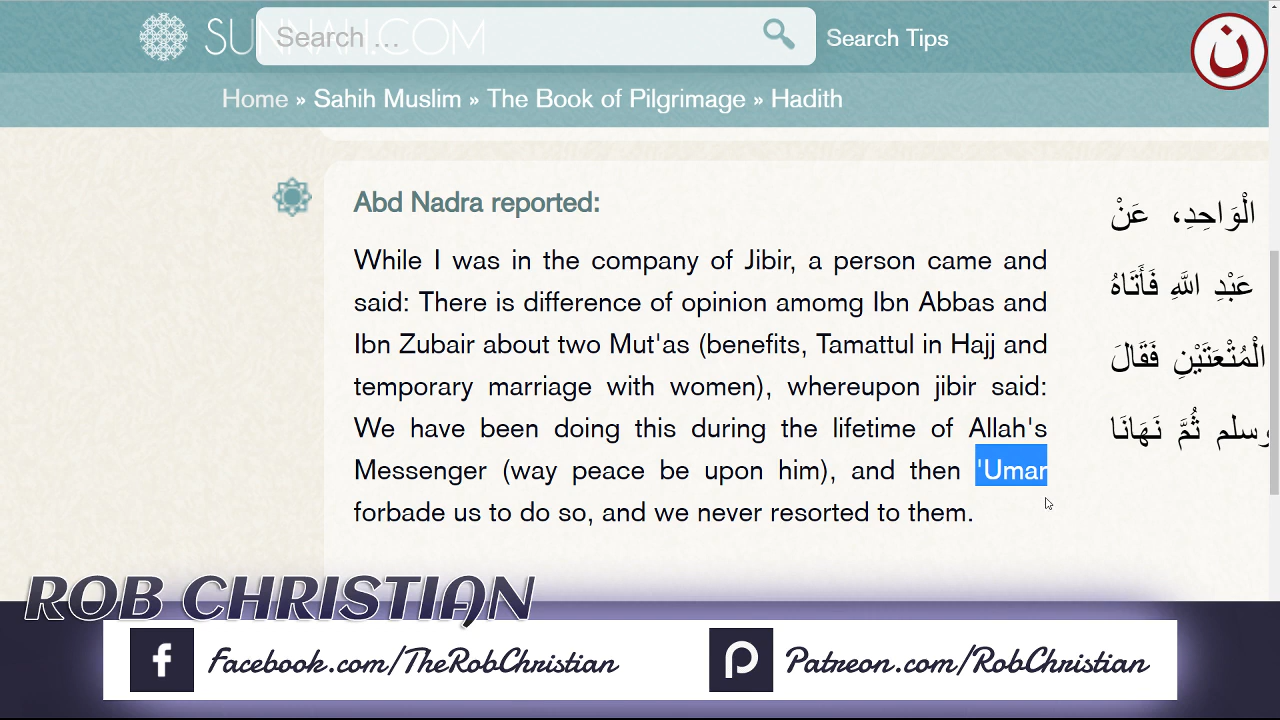 SUNNAH.COM
Search ...
Search Tips
ن
Home » Sahih Muslim » The Book of Pilgrimage » Hadith
Abd Nadra reported:
While I was in the company of Jibir, a person came and
said: There is difference of opinion amomg Ibn Abbas and
Ibn Zubair about two Mut'as (benefits, Tamattul in Hajj and
temporary marriage with women), whereupon jibir said:
We have been doing this during the lifetime of Allah's
Messenger (way peace be upon him), and then 'Umar
forbade us to do so, and we never resorted to them.
الْوَاحِدِ، عَنْ
عَبْدِ اللَّهِ فَأَتَاهُ
الْمُتْعَتَيْنِ فَقَالَ
وسلم ثُمَّ نَهَانَا
ROB CHRISTIAN
f
Facebook.com/TheRobChristian
Patreon.com/RobChristian